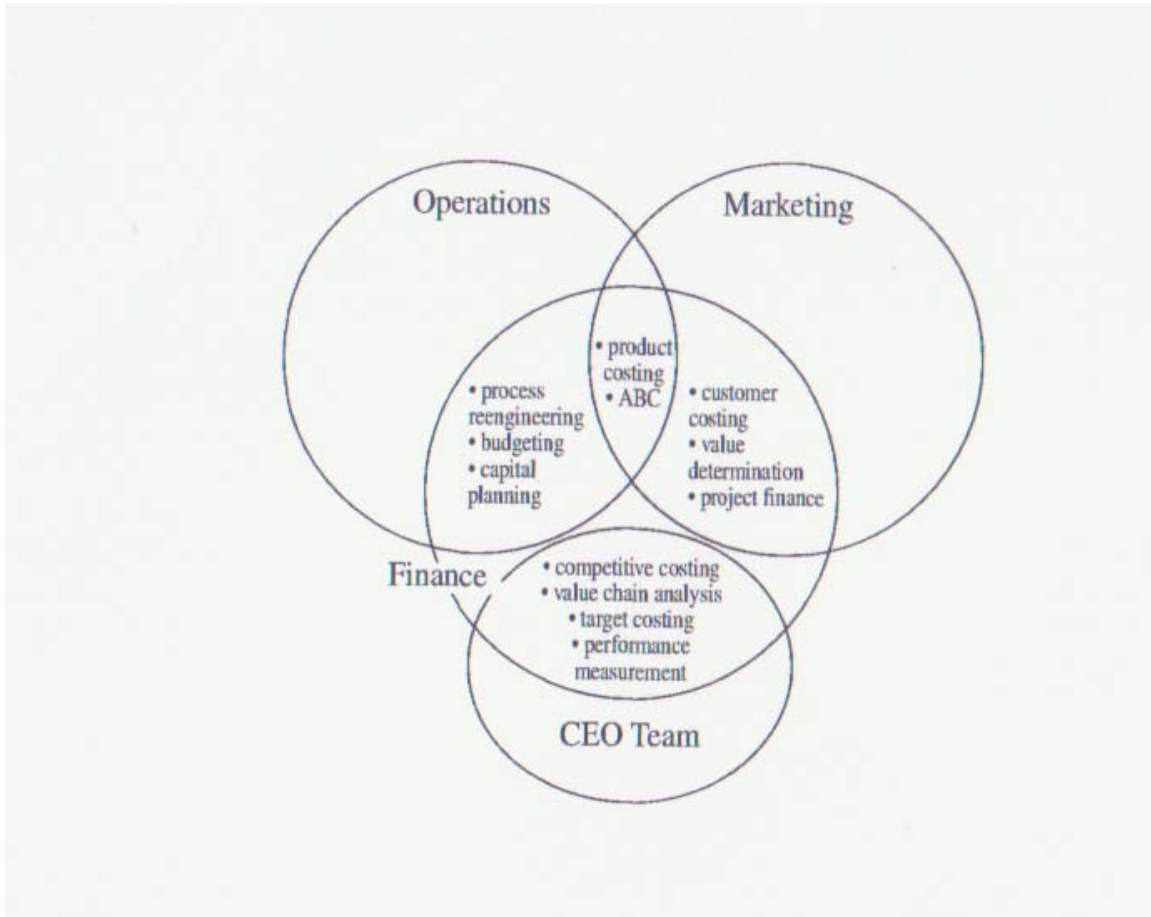 Operations
Marketing
• product
costing
• ABC
• process
reengineering
• budgeting
• capital
planning
• customer
costing
• value
determination
• project finance
Finance
• competitive costing
• value chain analysis
• target costing
• performance
measurement
CEO Team